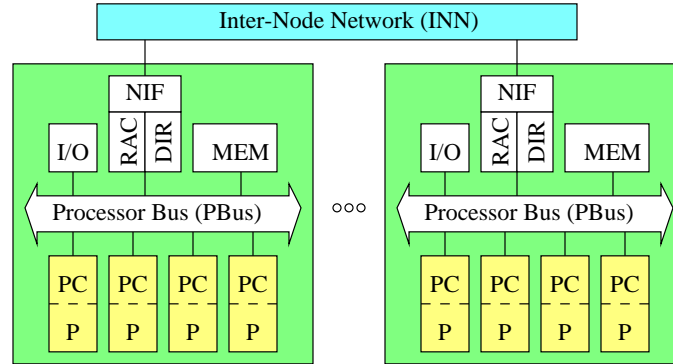 Inter-Node Network (INN)
NIF
RAC
DIR
I/O
MEM
Processor Bus (PBus)
PC PC PC PC
P P P P
NIF
RAC
DIR
I/O
MEM
Processor Bus (PBus)
PC PC PC PC
P P P P